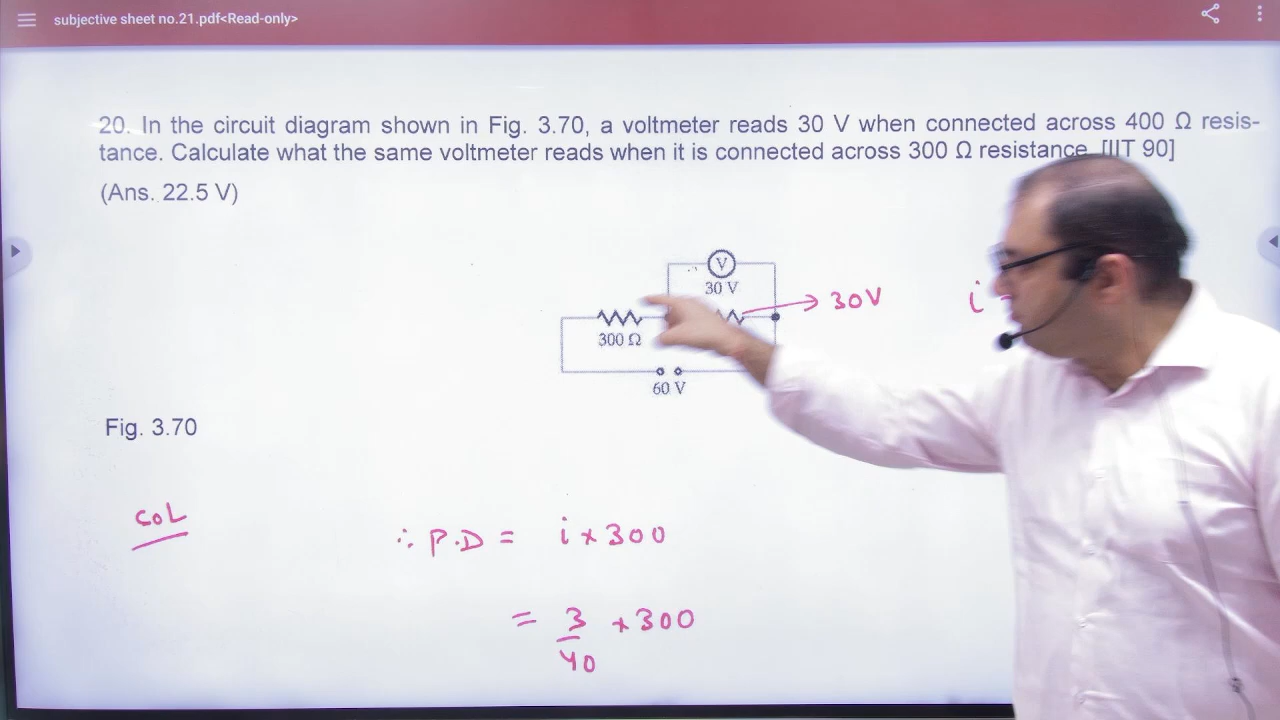 subjective sheet no.21.pdf<Read-only>
20. In the circuit diagram shown in Fig. 3.70, a voltmeter reads 30 V when connected across 400 Ω resis-
tance. Calculate what the same voltmeter reads when it is connected across 300 Ω resistance. [IIT 90]
(Ans. 22.5 V)
V
30 V
30V
i
300 Ω
60 V
Fig. 3.70
∴ P.D = i × 300
= 3/40 × 300